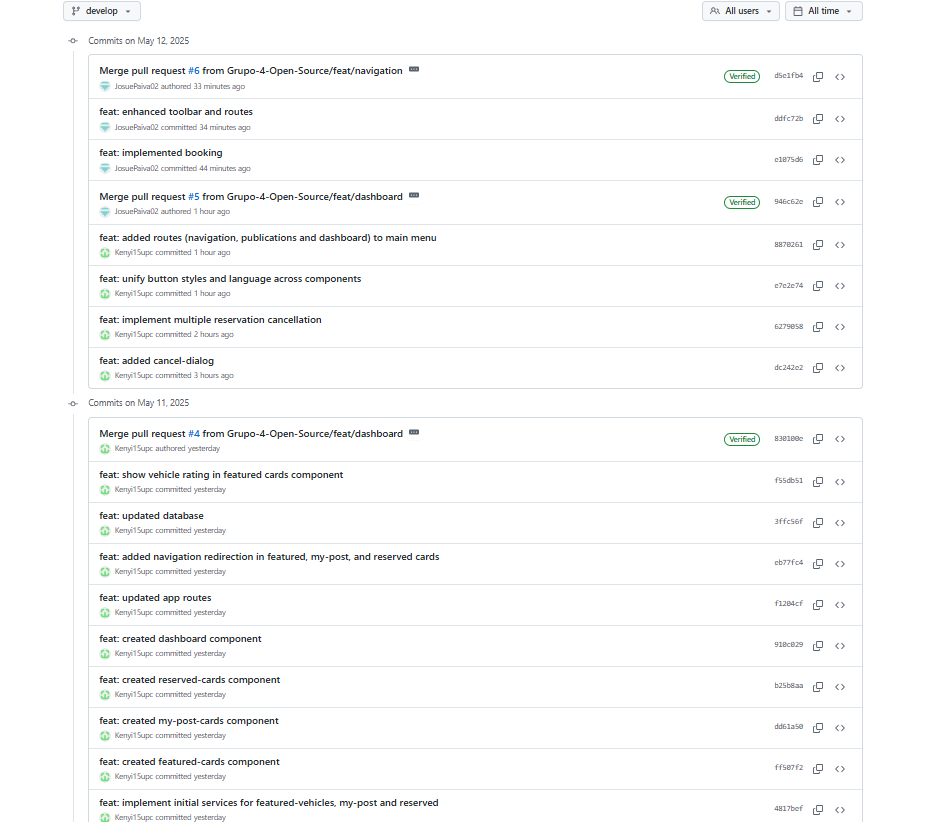 develop
All users
All time
Commits on May 12, 2025
Merge pull request #6 from Grupo-4-Open-Source/feat/navigation
Verified
d5e1fb4
JosuePaiva02 authored 33 minutes ago
feat: enhanced toolbar and routes
ddfc72b
JosuePaiva02 committed 34 minutes ago
feat: implemented booking
e1075d6
JosuePaiva02 committed 44 minutes ago
Merge pull request #5 from Grupo-4-Open-Source/feat/dashboard
Verified
946c62e
JosuePaiva02 authored 1 hour ago
feat: added routes (navigation, publications and dashboard) to main menu
8870261
Kenyi15upc committed 1 hour ago
feat: unify button styles and language across components
e7e2e74
Kenyi15upc committed 1 hour ago
feat: implement multiple reservation cancellation
6279058
Kenyi15upc committed 2 hours ago
feat: added cancel-dialog
dc242e2
Kenyi15upc committed 3 hours ago
Commits on May 11, 2025
Merge pull request #4 from Grupo-4-Open-Source/feat/dashboard
Verified
830100e
Kenyi15upc authored yesterday
feat: show vehicle rating in featured cards component
f55db51
Kenyi15upc committed yesterday
feat: updated database
3ffc56f
Kenyi15upc committed yesterday
feat: added navigation redirection in featured, my-post, and reserved cards
eb77fc4
Kenyi15upc committed yesterday
feat: updated app routes
f1204cf
Kenyi15upc committed yesterday
feat: created dashboard component
910c029
Kenyi15upc committed yesterday
feat: created reserved-cards component
b25b8aa
Kenyi15upc committed yesterday
feat: created my-post-cards component
dd61a50
Kenyi15upc committed yesterday
feat: created featured-cards component
ff507f2
Kenyi15upc committed yesterday
feat: implement initial services for featured-vehicles, my-post and reserved
4817bef
Kenyi15upc committed yesterday